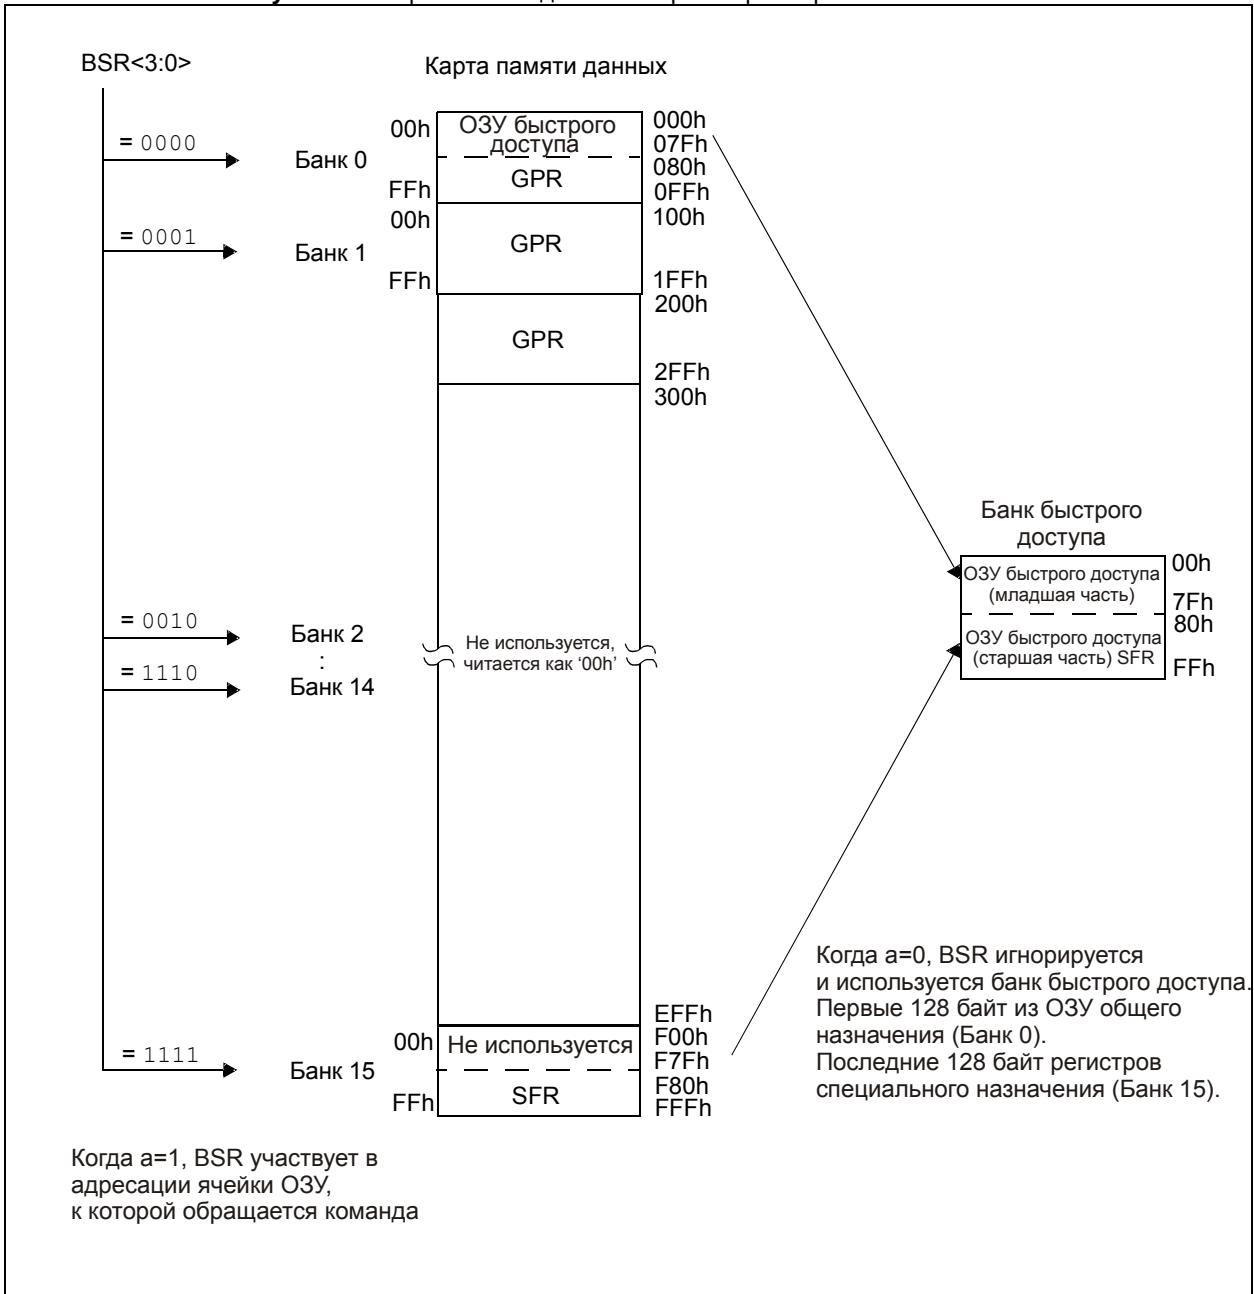 BSR<3:0>
Карта памяти данных
= 0000
Банк 0
00h
FFh
ОЗУ быстрого
доступа
GPR
000h
07Fh
080h
0FFh
= 0001
Банк 1
00h
FFh
GPR
100h
1FFh
GPR
200h
2FFh
300h
= 0010
Банк 2
:
= 1110
Банк 14
Не используется,
читается как ‘00h’
EFFh
= 1111
Банк 15
00h
FFh
Не используется
SFR
F00h
F7Fh
F80h
FFFh
Банк быстрого
доступа
ОЗУ быстрого доступа
(младшая часть)
ОЗУ быстрого доступа
(старшая часть) SFR
00h
7Fh
80h
FFh
Когда a=0, BSR игнорируется
и используется банк быстрого доступа.
Первые 128 байт из ОЗУ общего
назначения (Банк 0).
Последние 128 байт регистров
специального назначения (Банк 15).
Когда a=1, BSR участвует в
адресации ячейки ОЗУ,
к которой обращается команда